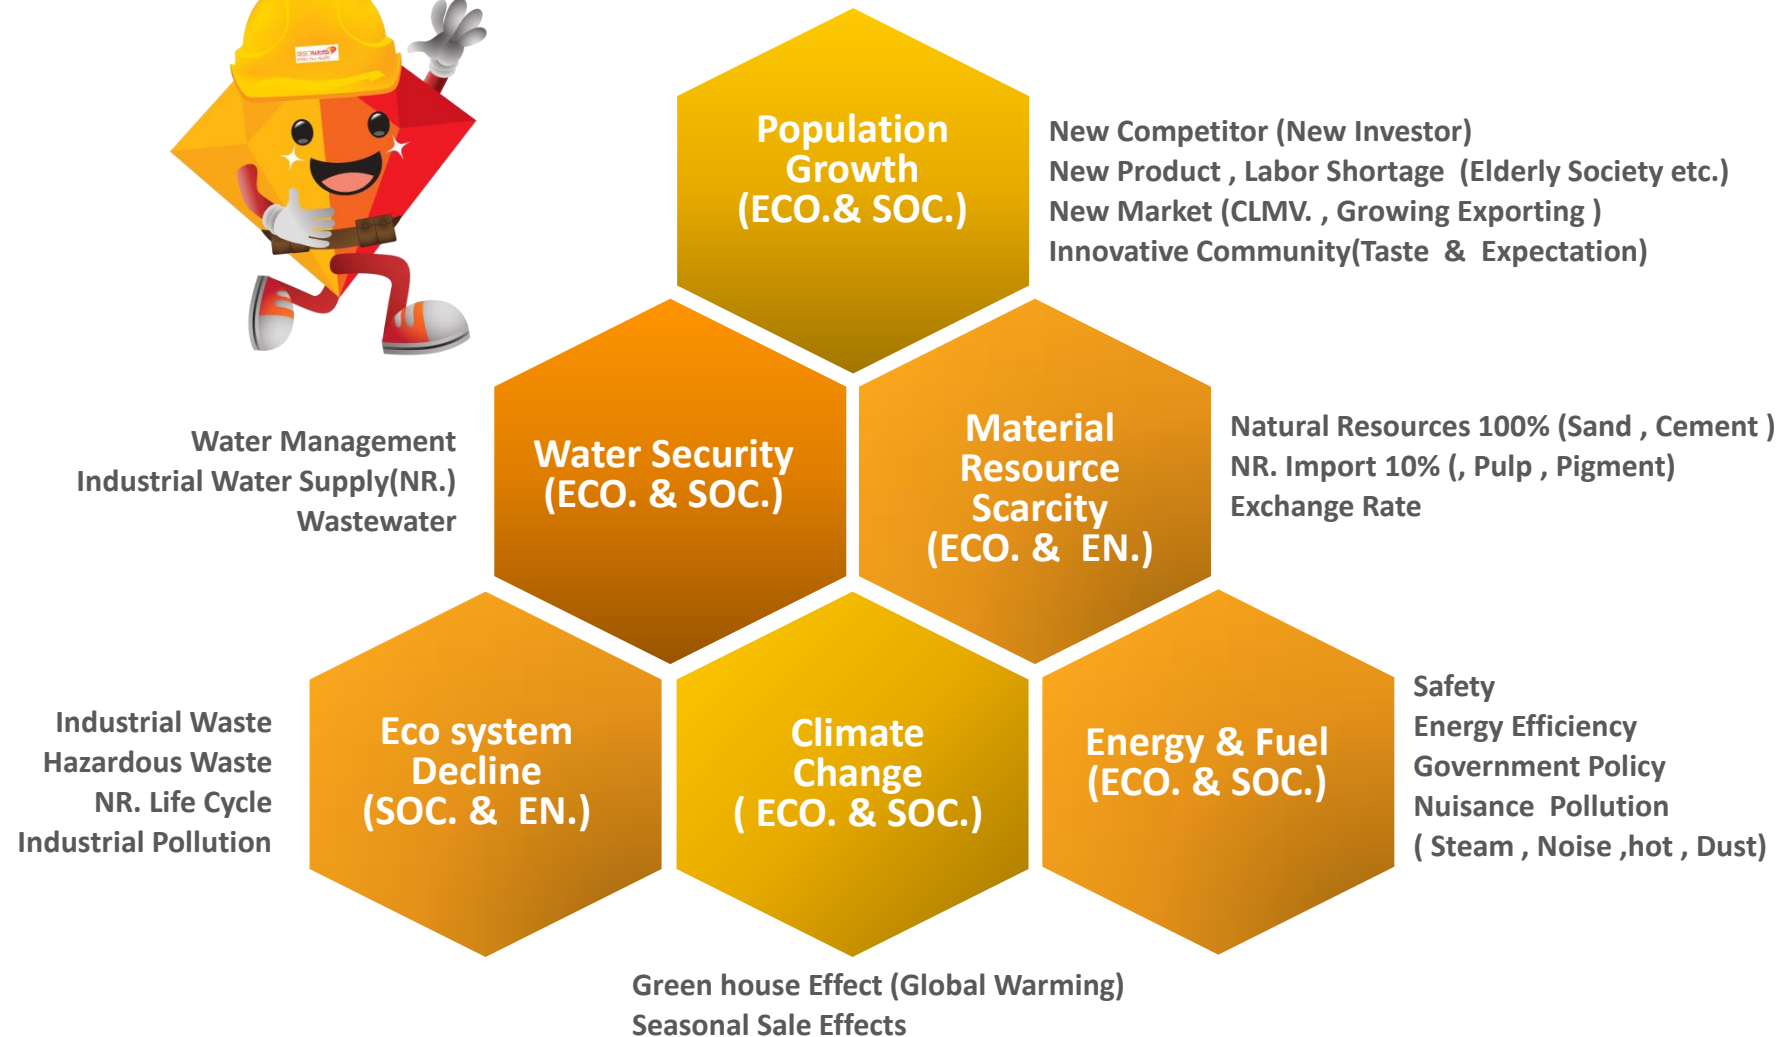 Population
Growth
(ECO.& SOC.)
New Competitor (New Investor)
New Product , Labor Shortage (Elderly Society etc.)
New Market (CLMV. , Growing Exporting )
Innovative Community(Taste & Expectation)
Water Management
Industrial Water Supply(NR.)
Wastewater
Water Security
(ECO. & SOC.)
Material
Resource
Scarcity
(ECO. & EN.)
Natural Resources 100% (Sand , Cement )
NR. Import 10% (, Pulp , Pigment)
Exchange Rate
Industrial Waste
Hazardous Waste
NR. Life Cycle
Industrial Pollution
Eco system
Decline
(SOC. & EN.)
Climate
Change
( ECO. & SOC.)
Energy & Fuel
(ECO. & SOC.)
Safety
Energy Efficiency
Government Policy
Nuisance Pollution
( Steam , Noise ,hot , Dust)
Green house Effect (Global Warming)
Seasonal Sale Effects